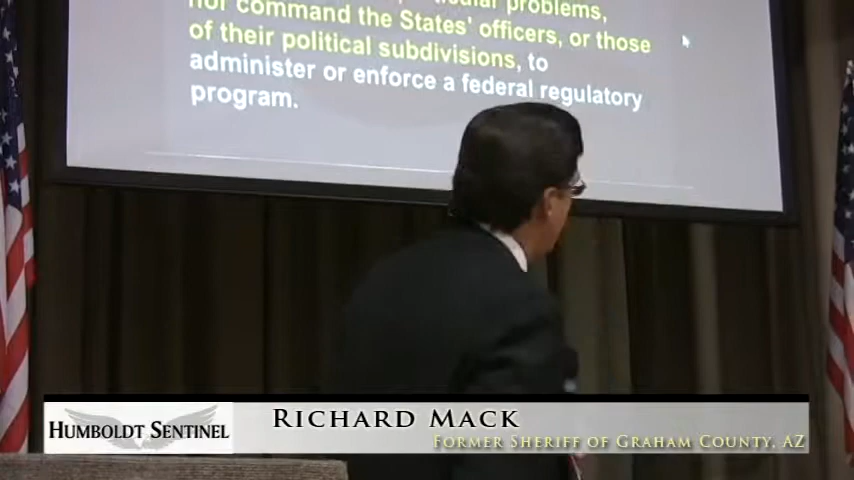 problems,
nor command the States' officers, or those
of their political subdivisions, to
administer or enforce a federal regulatory
program.
HUMBOLDT SENTINEL
RICHARD MACK
FORMER SHERIFF OF GRAHAM COUNTY, AZ